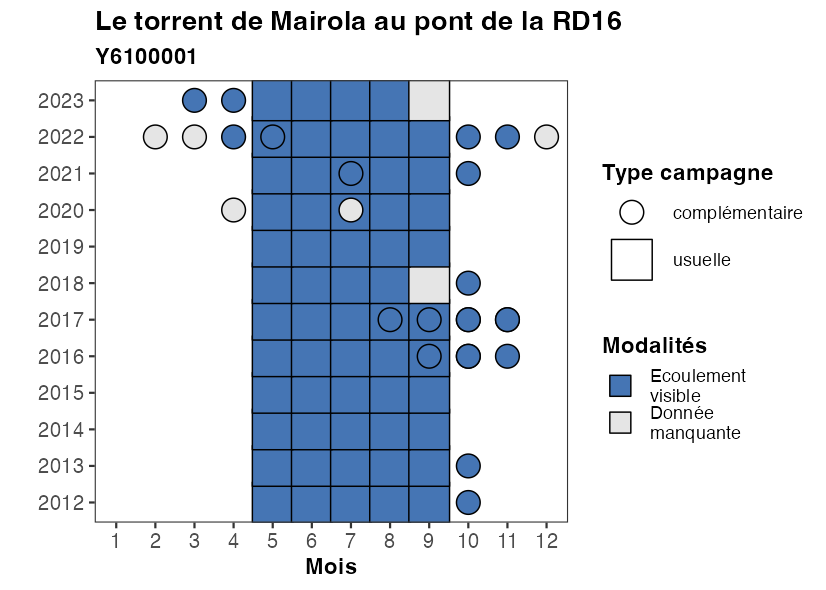 Le torrent de Mairola au pont de la RD16
Y6100001
2023
2022
2021
2020
2019
2018
2017
2016
2015
2014
2013
2012
1 2 3 4 5 6 7 8 9 10 11 12
Mois
Type campagne
complémentaire
usuelle
Modalités
Ecoulement
visible
Donnée
manquante